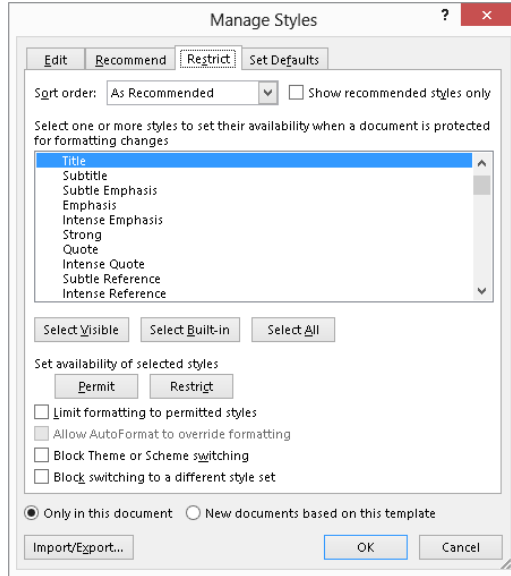 Manage Styles ?
Edit Recommend Restrict Set Defaults
Sort order: As Recommended Show recommended styles only
Select one or more styles to set their availability when a document is protected
for formatting changes
Title
Subtitle
Subtle Emphasis
Emphasis
Intense Emphasis
Strong
Quote
Intense Quote
Subtle Reference
Intense Reference
Select Visible Select Built-in Select All
Set availability of selected styles
Permit Restrict
Limit formatting to permitted styles
Allow AutoFormat to override formatting
Block Theme or Scheme switching
Block switching to a different style set
Only in this document New documents based on this template
Import/Export... OK Cancel